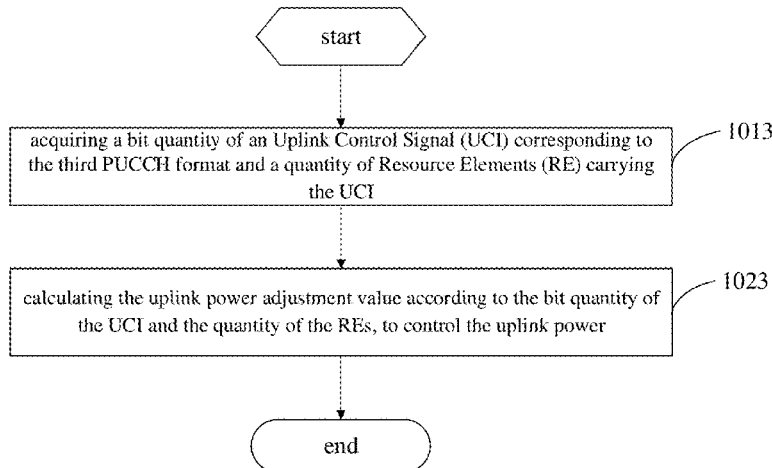 start
acquiring a bit quantity of an Uplink Control Signal (UCI) corresponding to
the third PUCCH format and a quantity of Resource Elements (RE) carrying
the UCI
1013
calculating the uplink power adjustment value according to the bit quantity of
the UCI and the quantity of the REs, to control the uplink power
1023
end